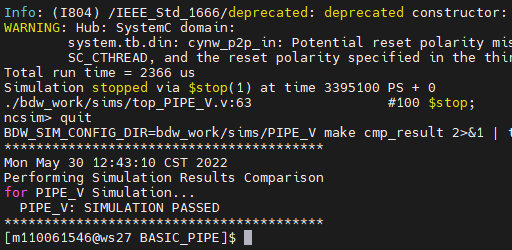 Info: (I804) /IEEE_Std_1666/deprecated: deprecated constructor:
WARNING: Hub: SystemC domain:
system.tb.din: cynw_p2p_in: Potential reset polarity mis
SC_CTHREAD, and the reset polarity specified in the thi
Total run time = 2366 us
Simulation stopped via $stop(1) at time 3395100 PS + 0
./bdw_work/sims/top_PIPE_V.v:63 #100 $stop;
ncsim> quit
BDW_SIM_CONFIG_DIR=bdw_work/sims/PIPE_V make cmp_result 2>&1 | t
****************************************
Mon May 30 12:43:10 CST 2022
Performing Simulation Results Comparison
for PIPE_V Simulation...
PIPE_V: SIMULATION PASSED
****************************************
[m110061546@ws27 BASIC_PIPE]$